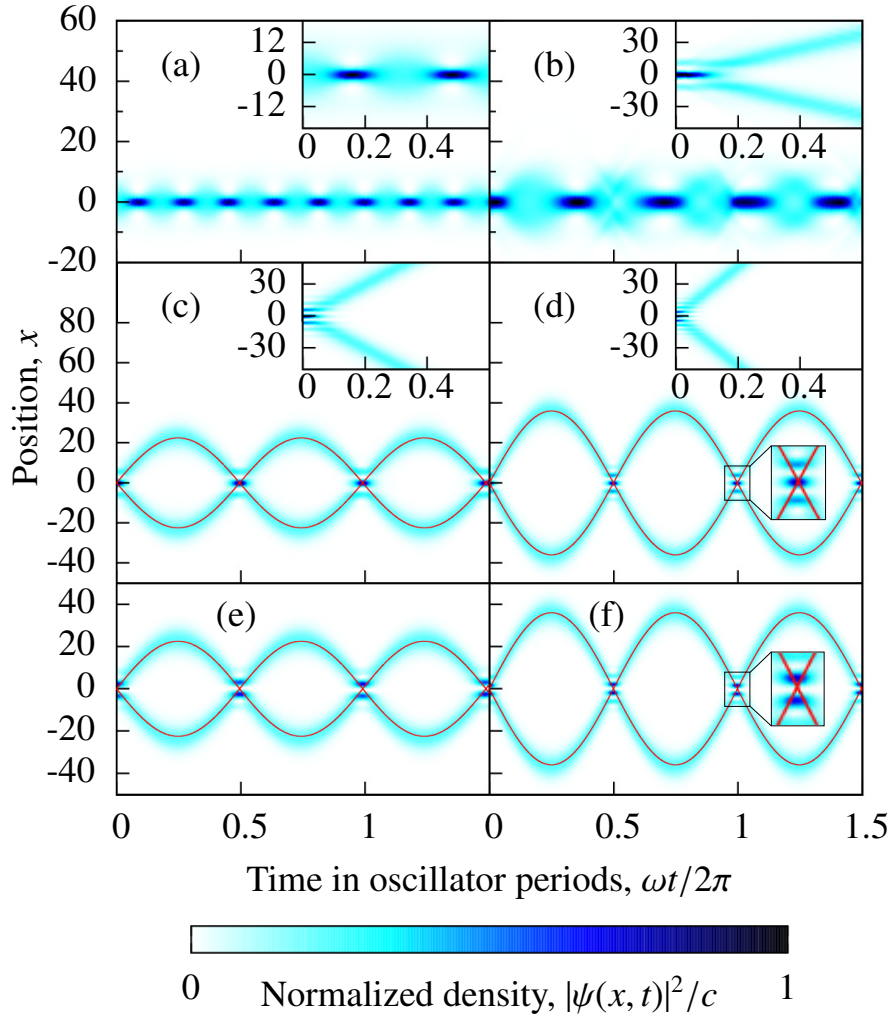 60
40
20
0
-20
(a)
12
0
-12
0 0.2 0.4
(b)
30
0
-30
0 0.2 0.4
80
60
40
20
0
-20
-40
(c)
30
0
-30
0 0.2 0.4
(d)
30
0
-30
0 0.2 0.4
Position, x
40
20
0
-20
-40
(e)
(f)
0 0.5 1 0 0.5 1 1.5
Time in oscillator periods, ωt/2π
0 Normalized density, |ψ(x, t)|²/c 1